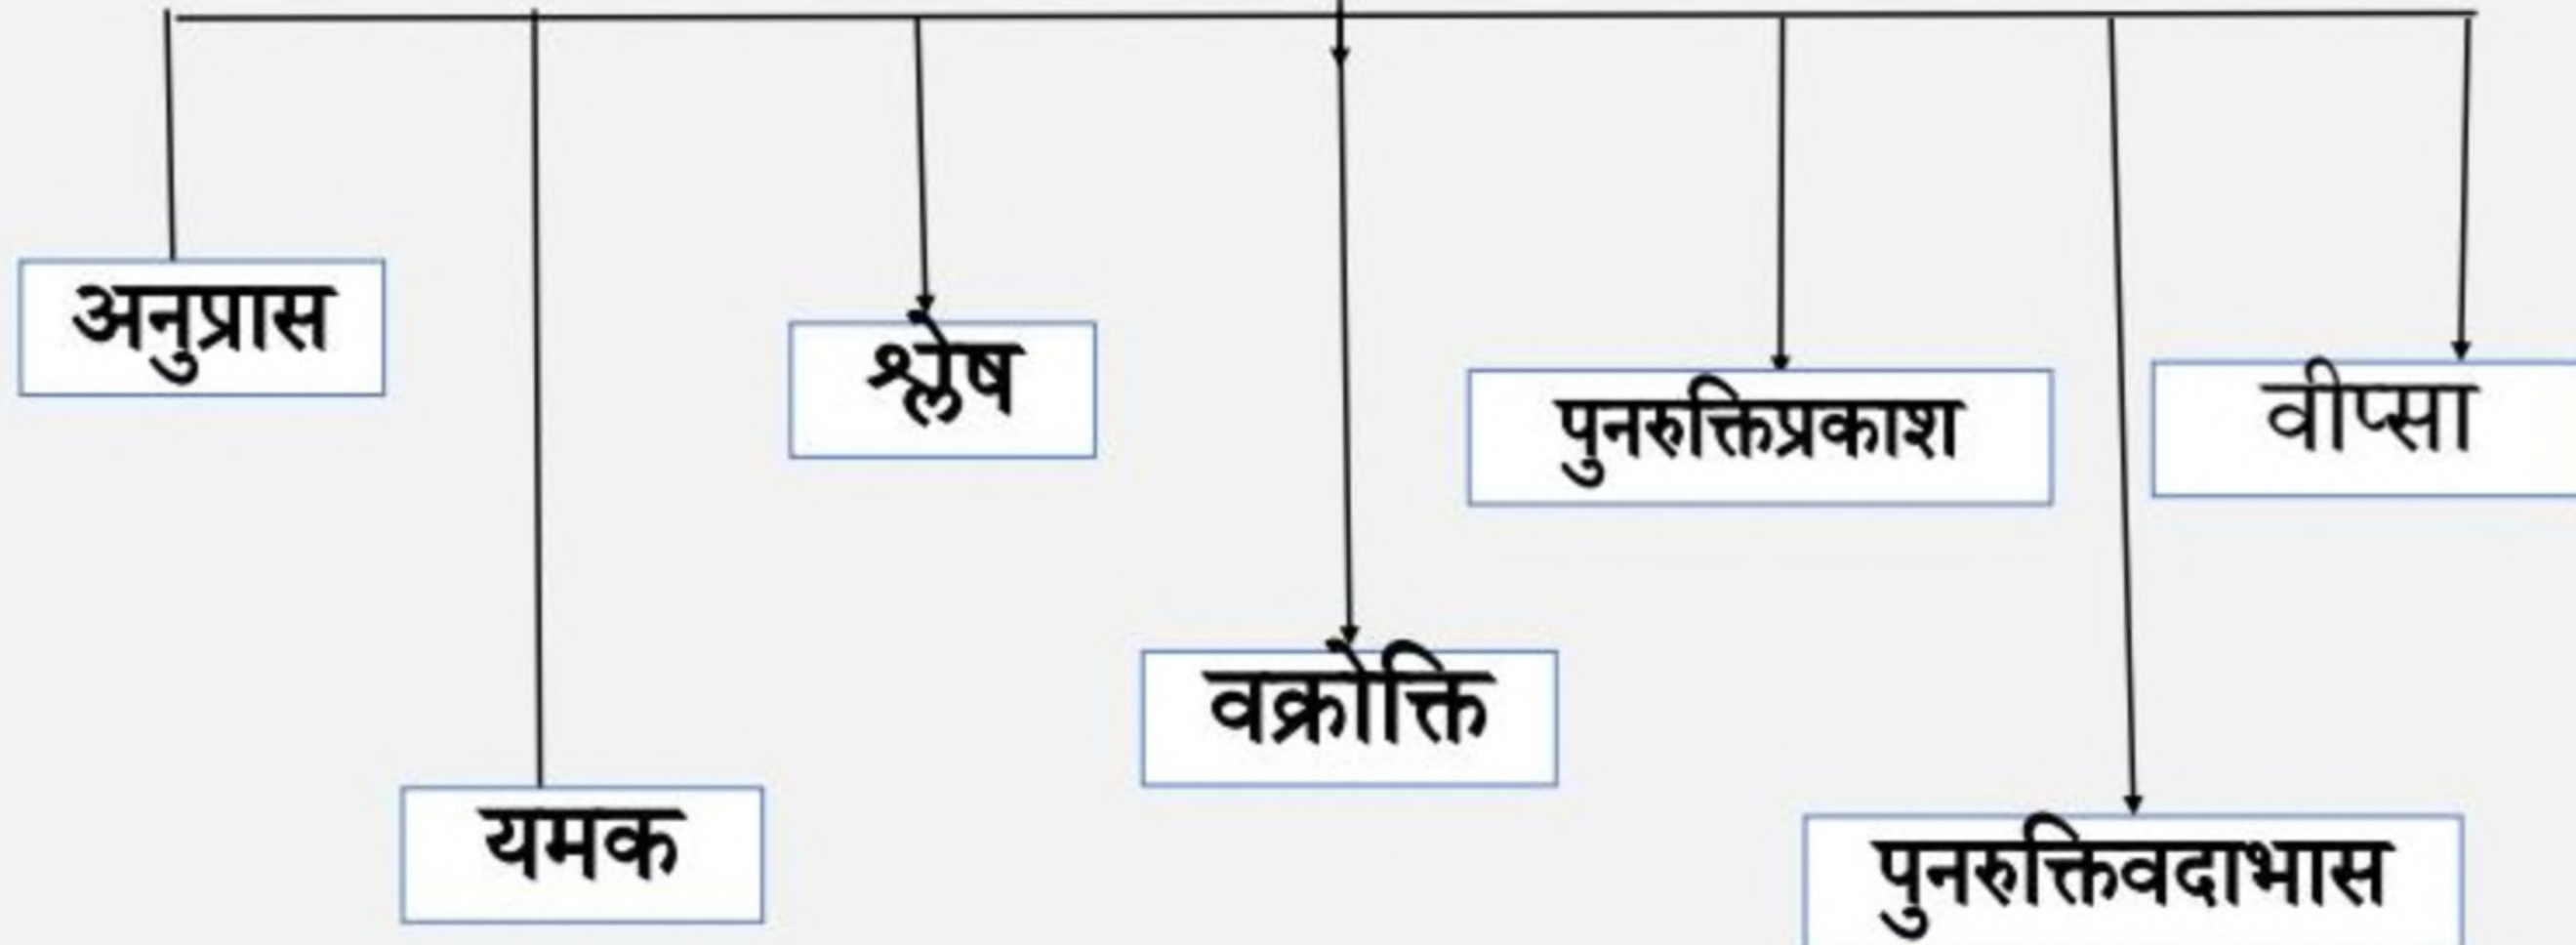 अनुप्रास
श्लेष
पुनरुक्तिप्रकाश
वीप्सा
वक्रोक्ति
यमक
पुनरुक्तिवदाभास